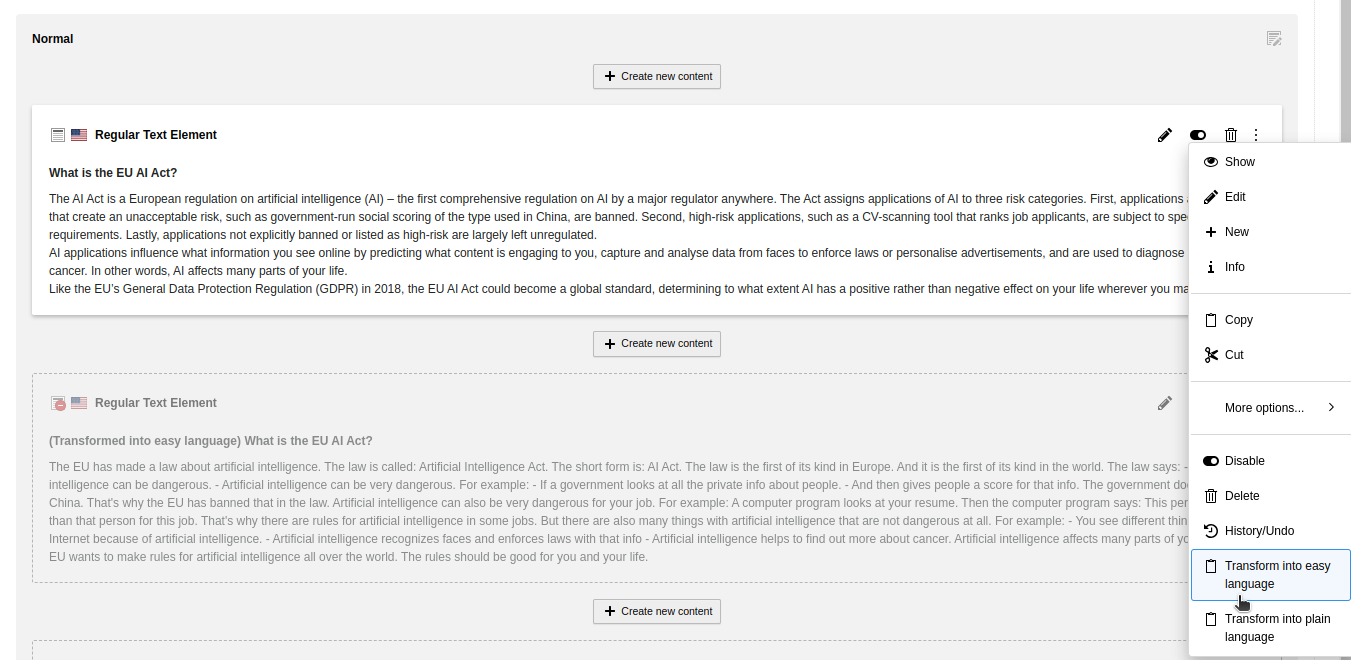 Normal
Create new content
Regular Text Element
What is the EU AI Act?
The AI Act is a European regulation on artificial intelligence (AI) – the first comprehensive regulation on AI by a major regulator anywhere. The Act assigns applications of AI to three risk categories. First, applications
that create an unacceptable risk, such as government-run social scoring of the type used in China, are banned. Second, high-risk applications, such as a CV-scanning tool that ranks job applicants, are subject to
requirements. Lastly, applications not explicitly banned or listed as high-risk are largely left unregulated.
AI applications influence what information you see online by predicting what content is engaging to you, capture and analyse data from faces to enforce laws or personalise advertisements, and are used to diagnose
cancer. In other words, AI affects many parts of your life.
Like the EU’s General Data Protection Regulation (GDPR) in 2018, the EU AI Act could become a global standard, determining to what extent AI has a positive rather than negative effect on your life wherever you
Create new content
Regular Text Element
(Transformed into easy language) What is the EU AI Act?
The EU has made a law about artificial intelligence. The law is called: Artificial Intelligence Act. The short form is: AI Act. The law is the first of its kind in Europe. And it is the first of its kind in the world. The law says: -
intelligence can be dangerous. - Artificial intelligence can be very dangerous. For example: - If a government looks at all the private info about people. - And then gives people a score for that info. The government
China. That's why the EU has banned that in the law. Artificial intelligence can also be very dangerous for your job. For example: A computer program looks at your resume. Then the computer program says: This
than that person for this job. That's why there are rules for artificial intelligence in some jobs. But there are also many things with artificial intelligence that are not dangerous at all. For example: - You see different
Internet because of artificial intelligence. - Artificial intelligence recognizes faces and enforces laws with that info - Artificial intelligence helps to find out more about cancer. Artificial intelligence affects many parts of
EU wants to make rules for artificial intelligence all over the world. The rules should be good for you and your life.
Create new content
Show
Edit
New
Info
Copy
Cut
More options...
Disable
Delete
History/Undo
Transform into easy
language
Transform into plain
language